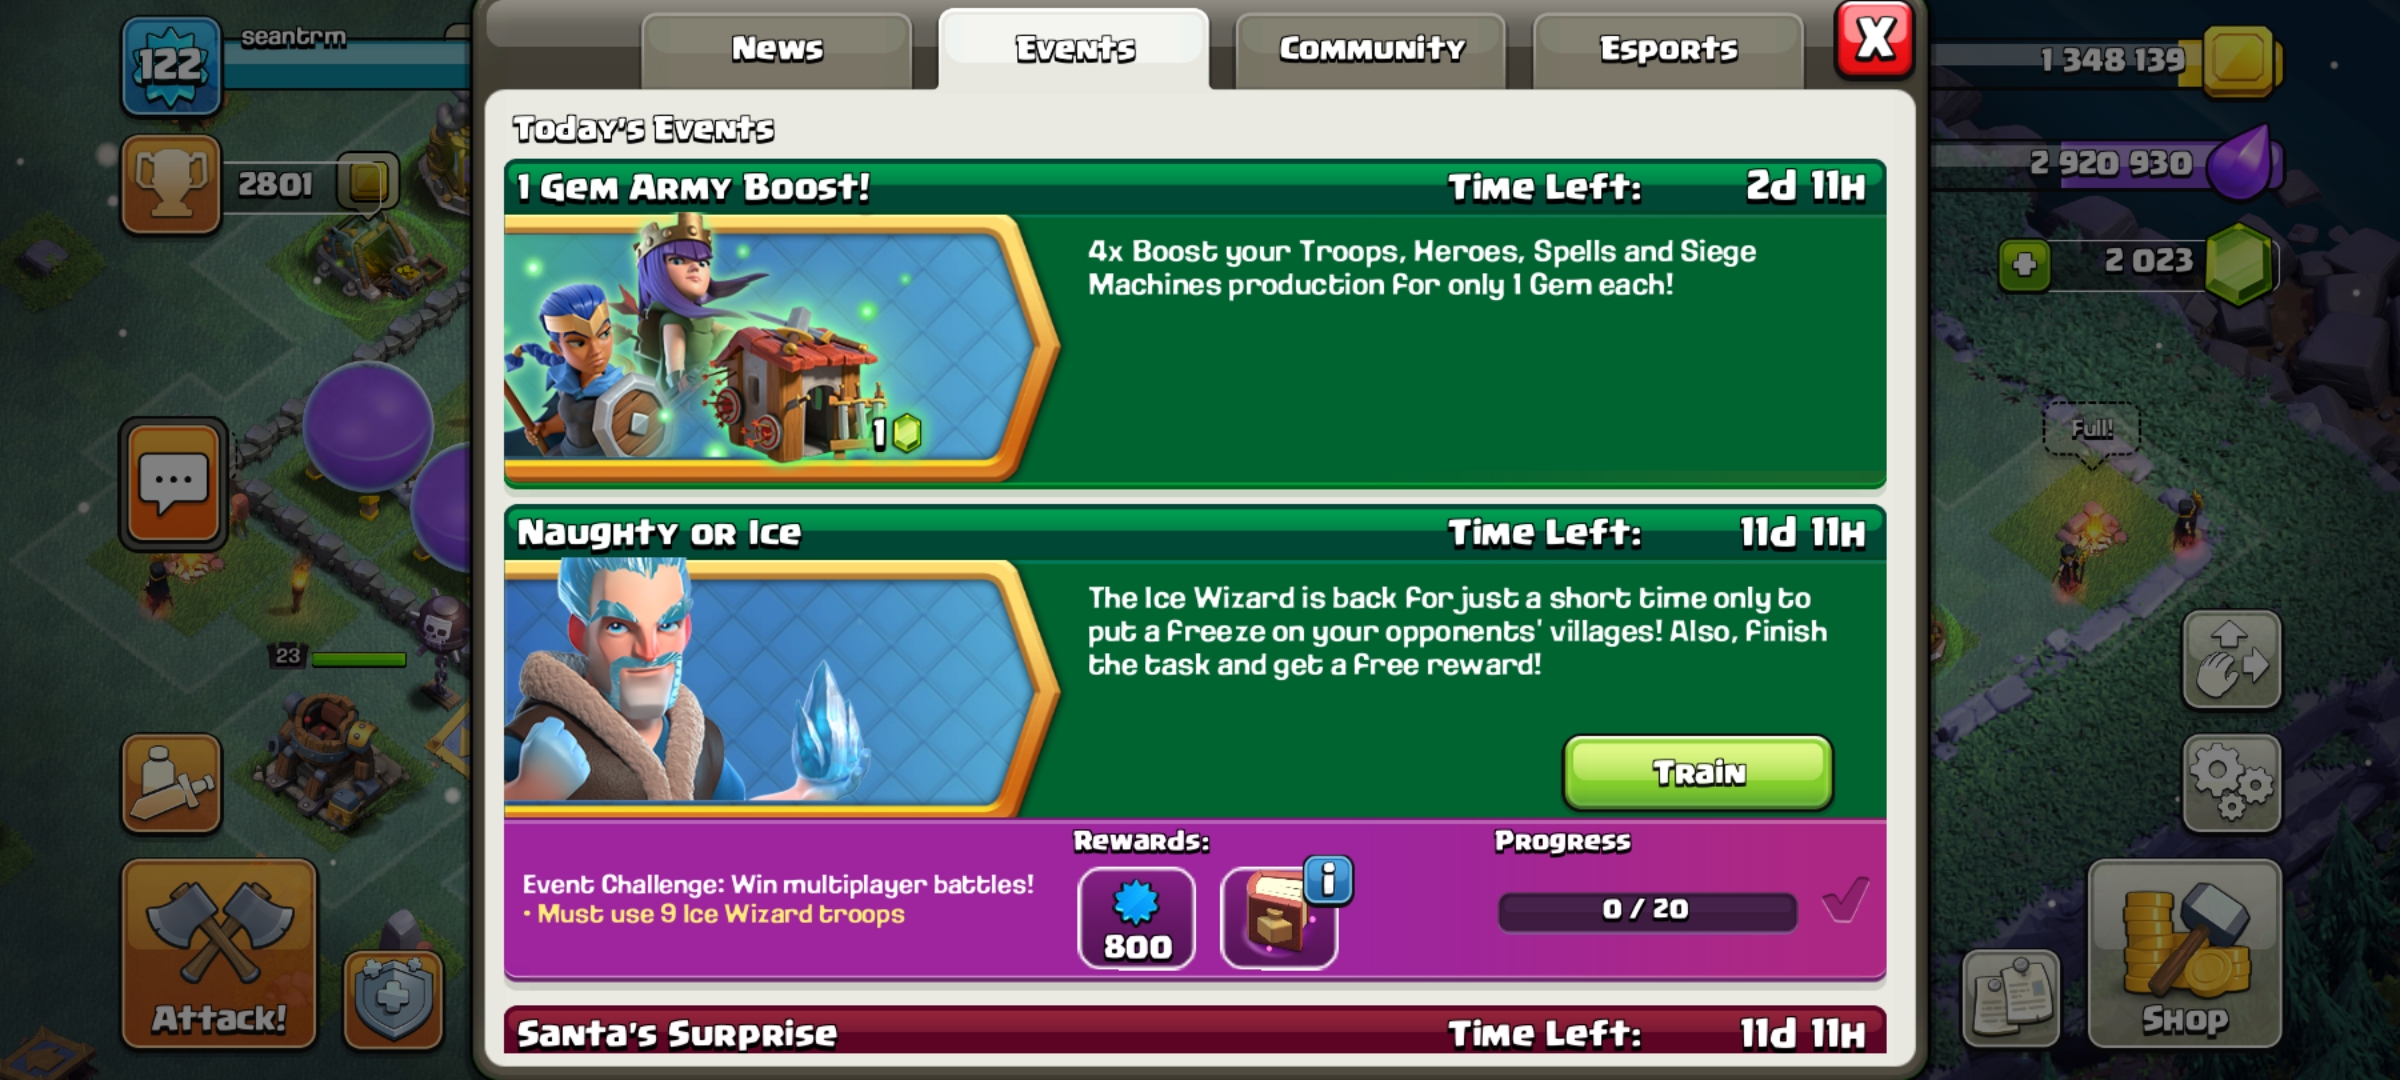 122
seantrm
2801
News
Events
Community
Esports
X
1 348 139
2 920 930
2 023
Today's Events
1 Gem Army Boost!
Time Left:
2d 11H
4x Boost your Troops, Heroes, Spells and Siege
Machines production for only 1 Gem each!
1
Full!
Naughty or Ice
Time Left:
11d 11H
The Ice Wizard is back for just a short time only to
put a freeze on your opponents' villages! Also, finish
the task and get a free reward!
23
Train
Rewards:
Progress
Event Challenge: Win multiplayer battles!
• Must use 9 Ice Wizard troops
800
i
0 / 20
Attack!
Shop
Santa's Surprise
Time Left:
11d 11H